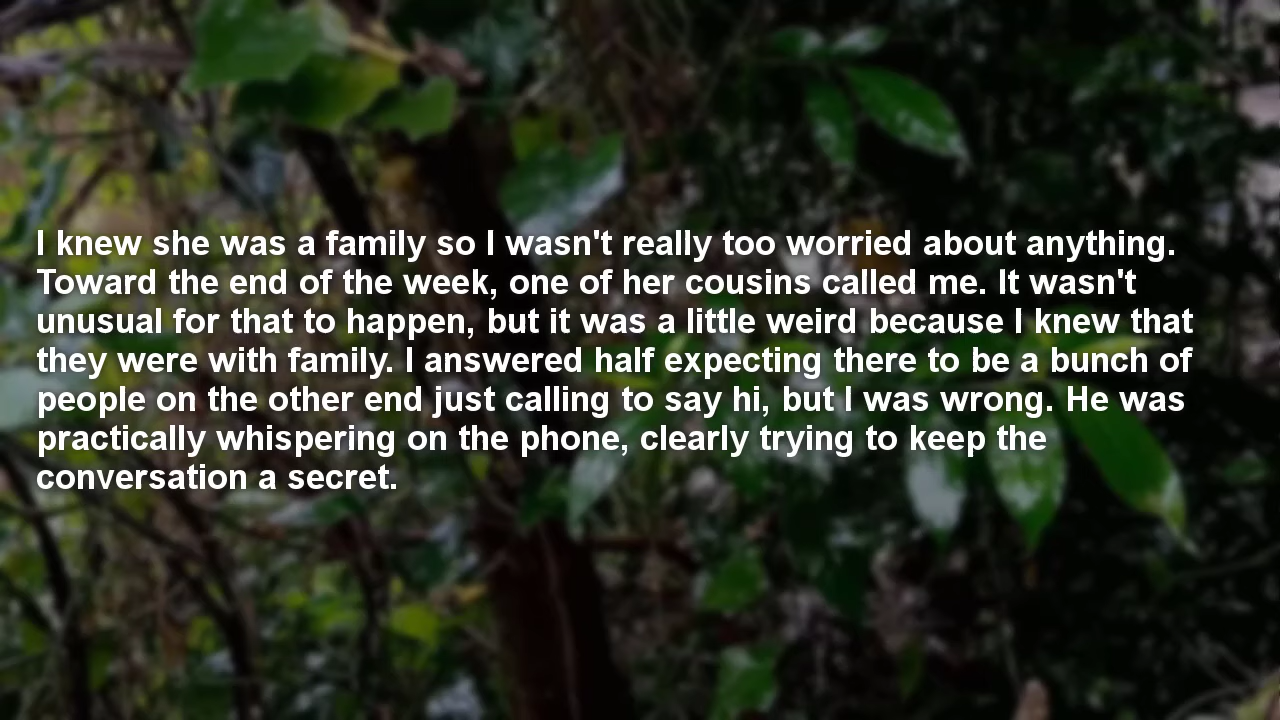 I knew she was a family so I wasn't really too worried about anything.
Toward the end of the week, one of her cousins called me. It wasn't
unusual for that to happen, but it was a little weird because I knew that
they were with family. I answered half expecting there to be a bunch of
people on the other end just calling to say hi, but I was wrong. He was
practically whispering on the phone, clearly trying to keep the
conversation a secret.